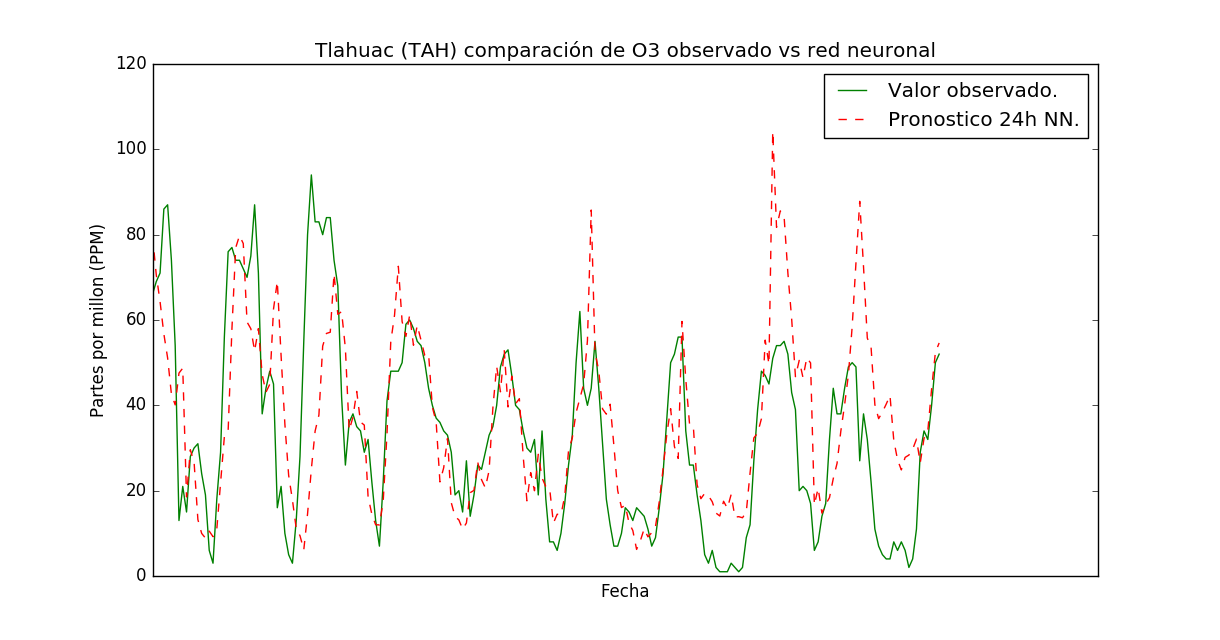 Tlahuac (TAH) comparación de O3 observado vs red neuronal
Valor observado.
Pronostico 24h NN.
Partes por millon (PPM)
120
100
80
60
40
20
0
Fecha